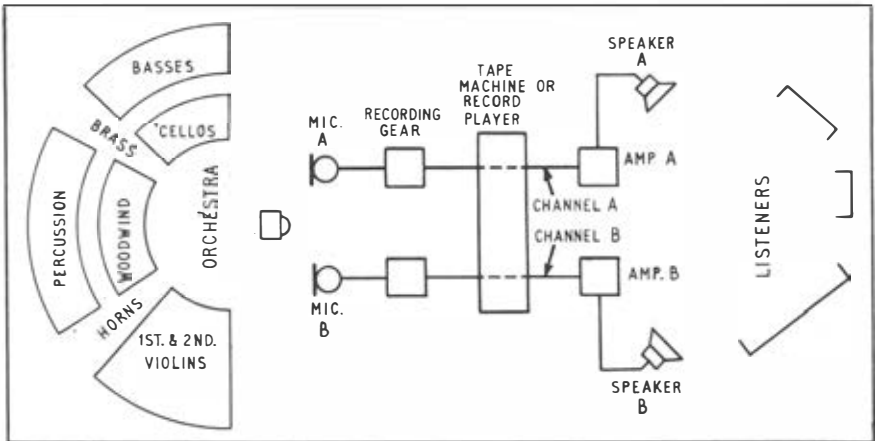 BASSES
BRASS
CELLOS
PERCUSSION
WOODWIND
HORNS
1ST. & 2ND.
VIOLINS
ORCHÉSTRA
MIC.
A
MIC.
B
RECORDING
GEAR
TAPE
MACHINE OR
RECORD
PLAYER
CHANNEL A
CHANNEL B
SPEAKER
A
AMP. A
AMP. B
SPEAKER
B
LISTENERS